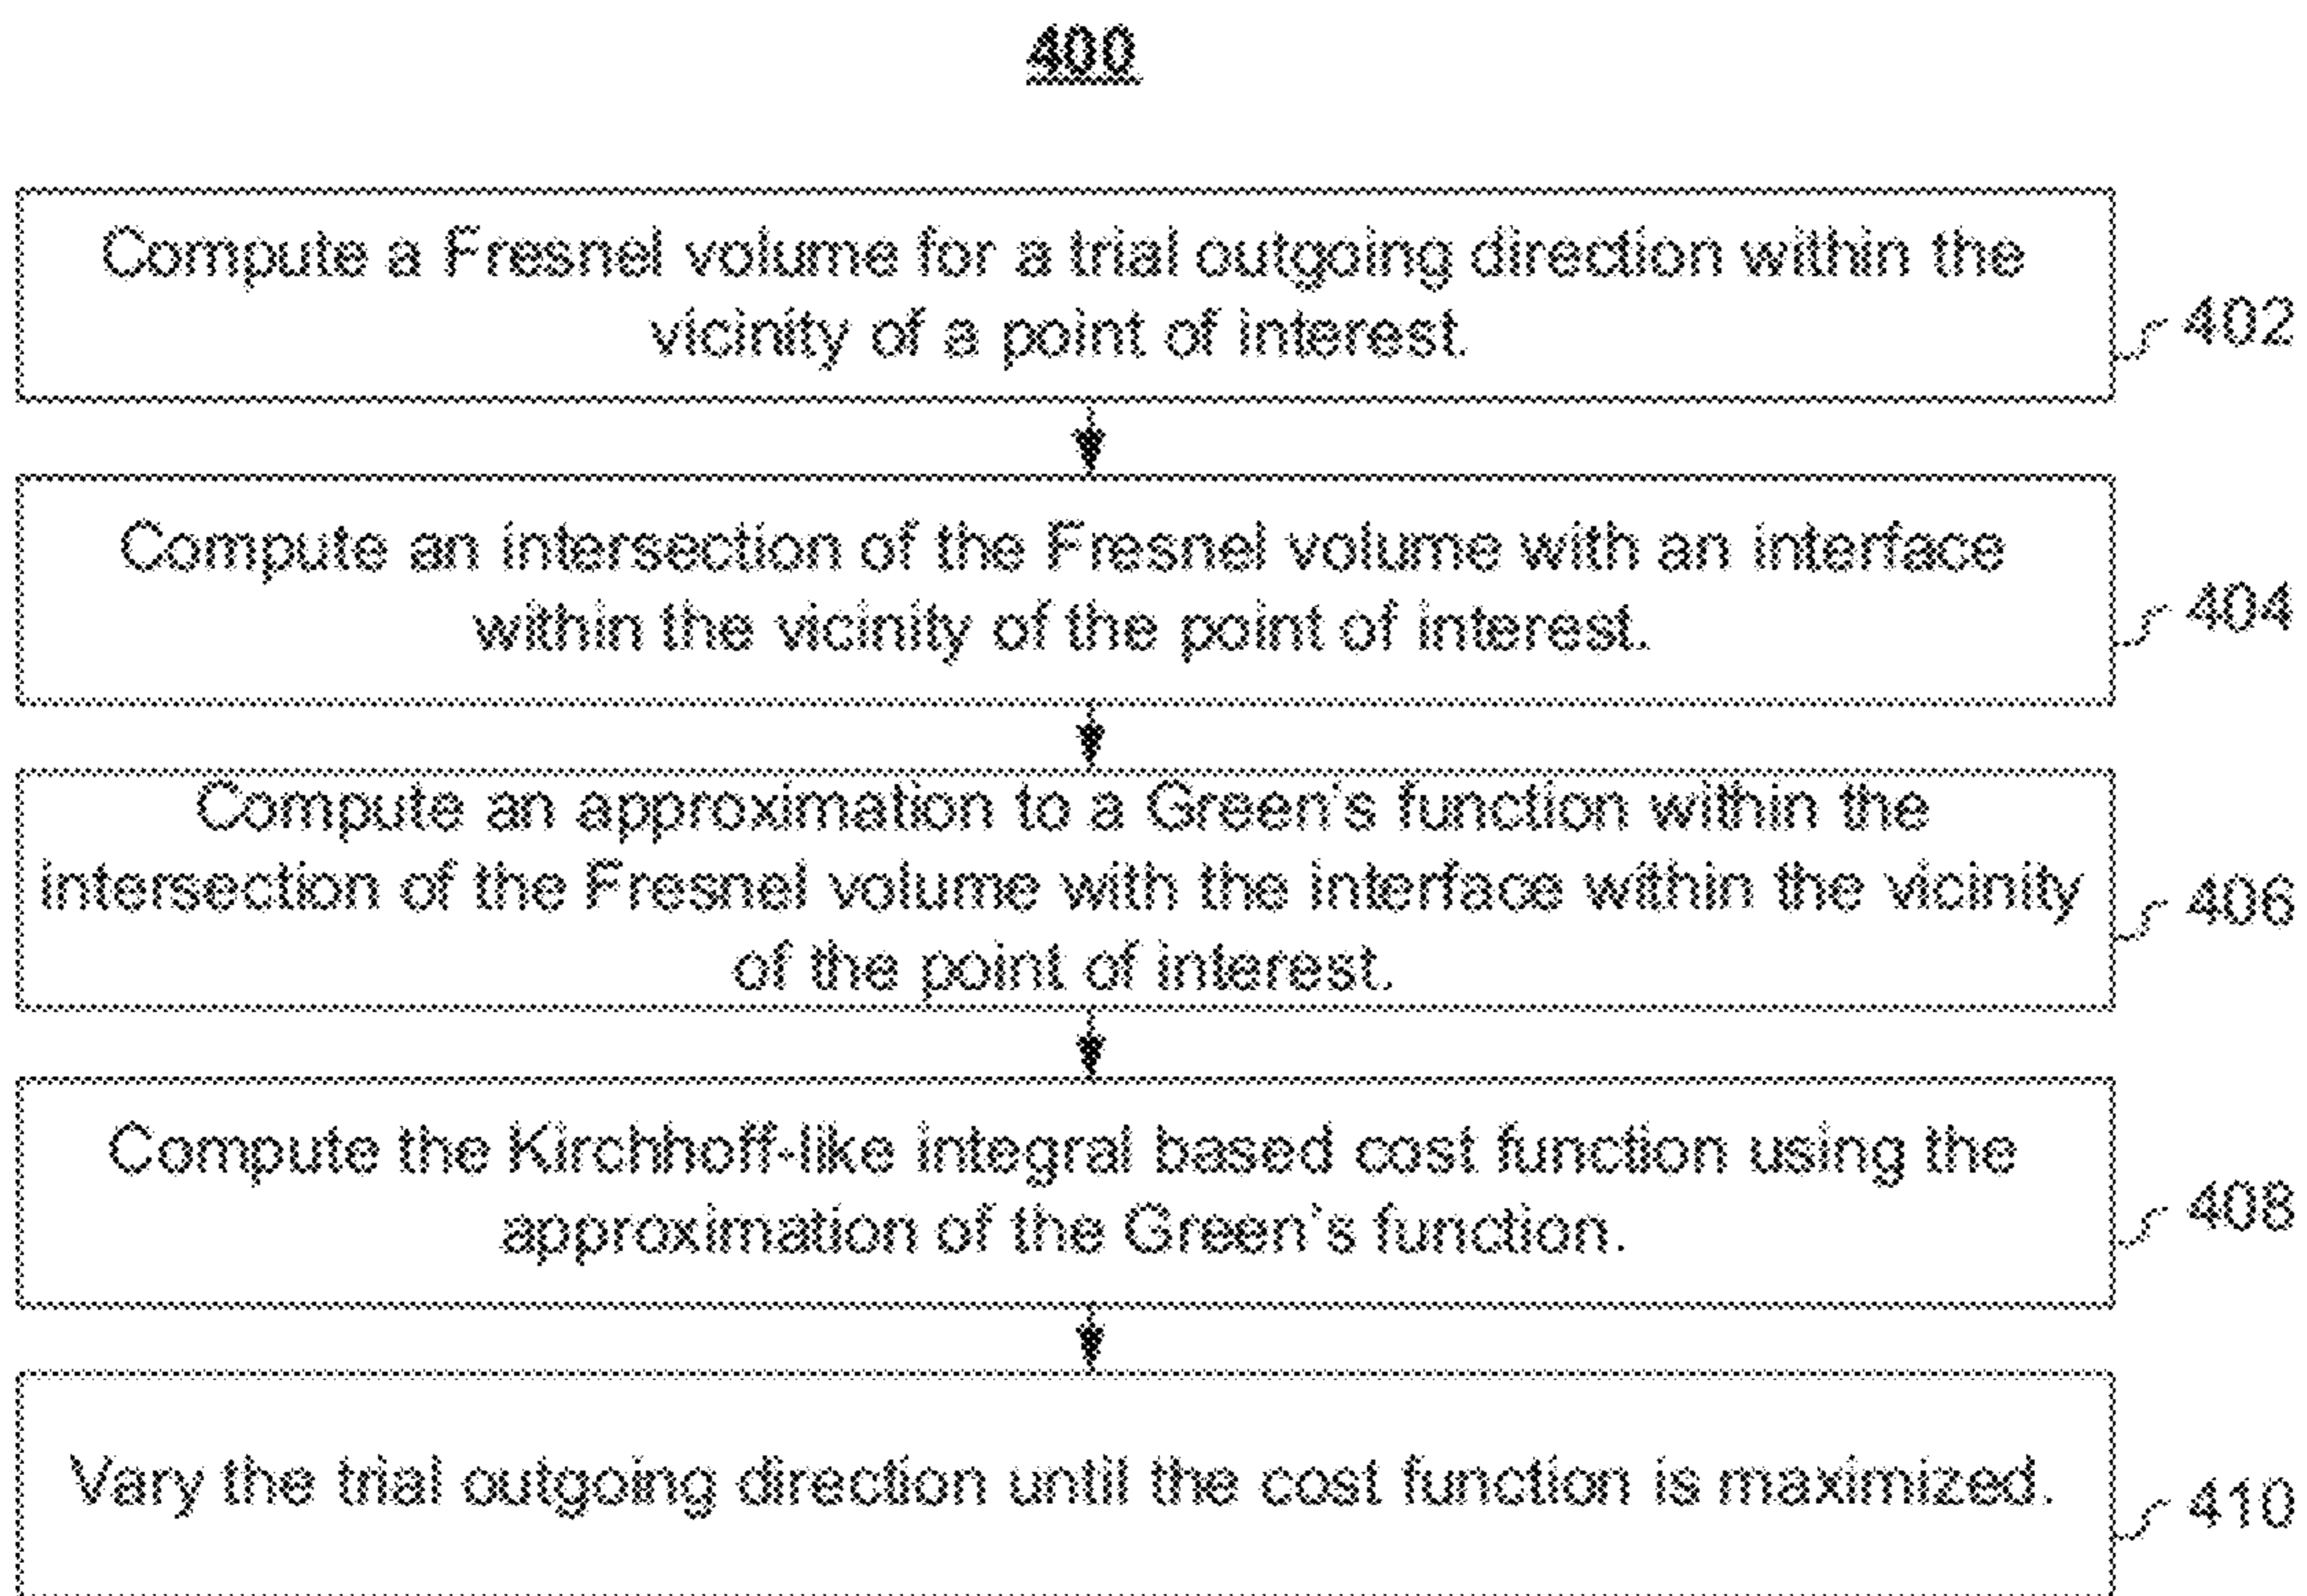 400
Compute a Fresnel volume for a trial outgoing direction within the
vicinity of a point of interest.
402
Compute an intersection of the Fresnel volume with an interface
within the vicinity of the point of interest.
404
Compute an approximation to a Green's function within the
intersection of the Fresnel volume with the interface within the vicinity
of the point of interest.
406
Compute the Kirchhoff-like integral based cost function using the
approximation of the Green's function.
408
Vary the trial outgoing direction until the cost function is maximized.
410